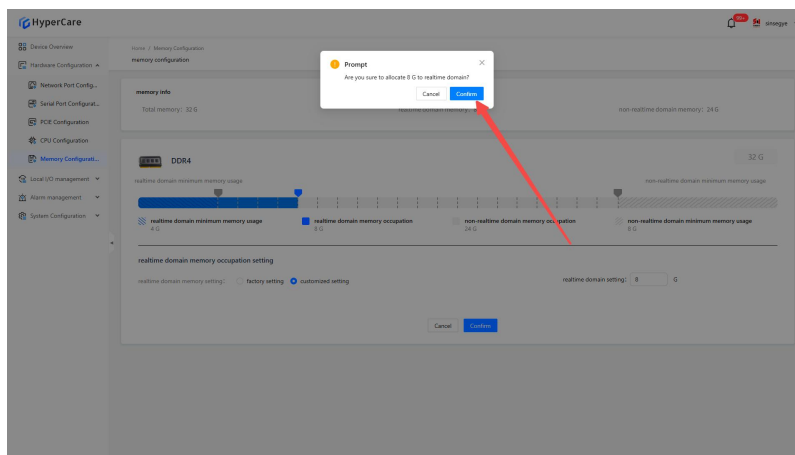 HyperCare
99+
sinsegye
Device Overview
Hardware Configuration
Network Port Config...
Serial Port Configurat...
PCIE Configuration
CPU Configuration
Memory Configurati...
Local I/O management
Alarm management
System Configuration
Home / Memory Configuration
memory configuration
Prompt
Are you sure to allocate 8 G to realtime domain?
Cancel Confirm
memory info
Total memory: 32 G
realtime domain memory:
non-realtime domain memory: 24 G
DDR4
32 G
realtime domain minimum memory usage
non-realtime domain minimum memory usage
realtime domain minimum memory usage
4 G
realtime domain memory occupation
8 G
non-realtime domain memory occupation
24 G
non-realtime domain minimum memory usage
8 G
realtime domain memory occupation setting
realtime domain memory setting: factory setting customized setting
realtime domain setting: 8 G
Cancel Confirm